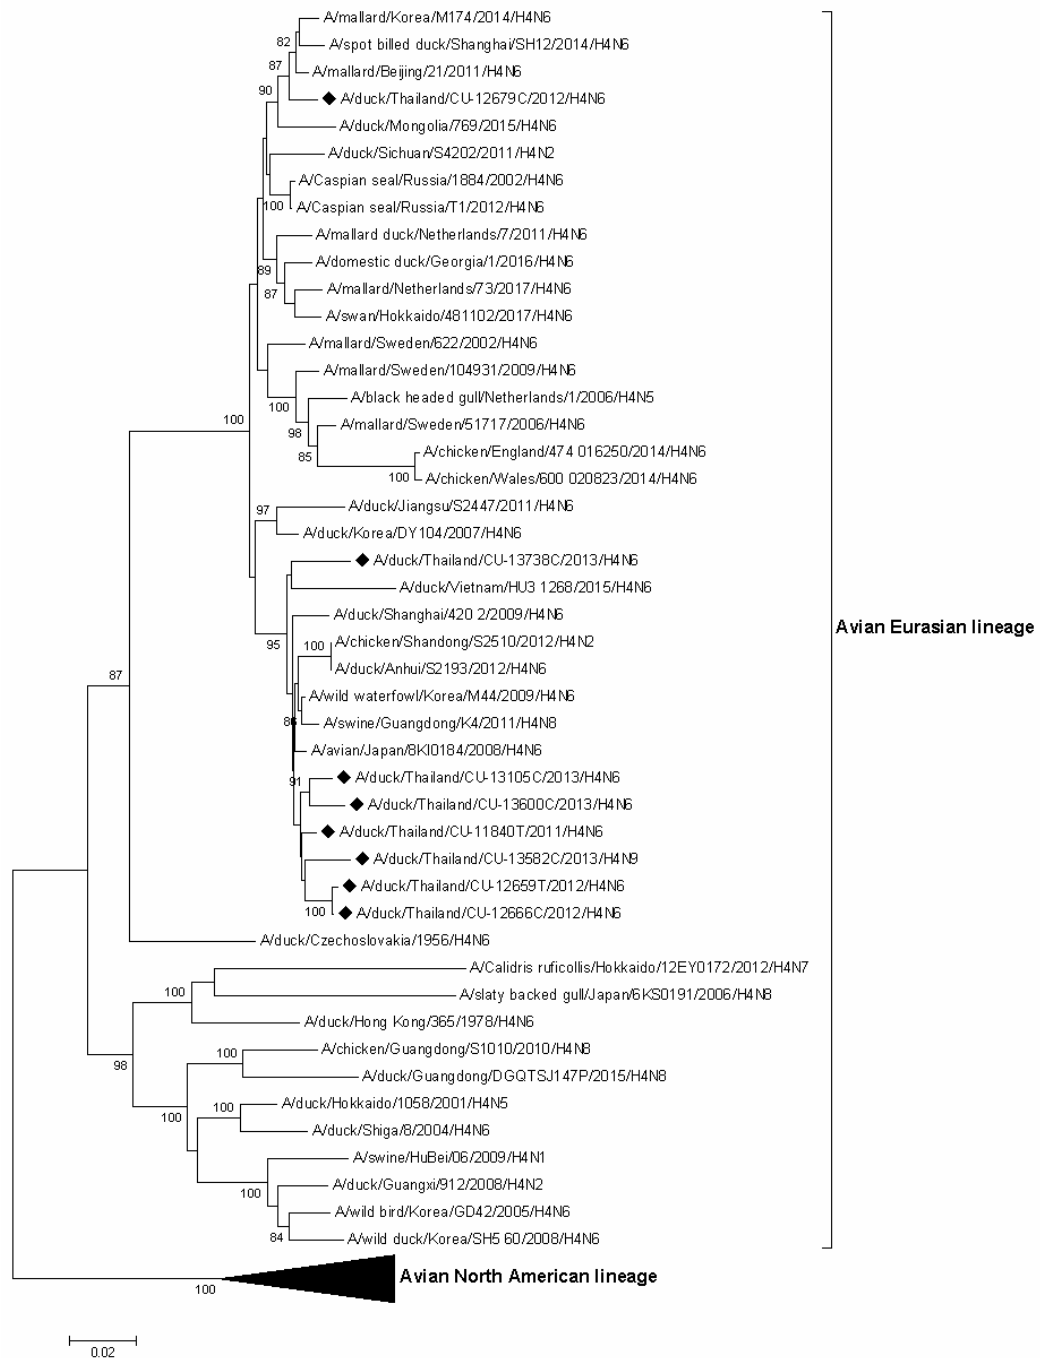 A/mallard/Korea/M174/2014/H4N6
82
A/spot billed duck/Shanghai/SH12/2014/H4N6
87
A/mallard/Beijing/21/2011/H4N6
90
A/duck/Thailand/CU-12679C/2012/H4N6
A/duck/Mongolia/769/2015/H4N6
A/duck/Sichuan/S4202/2011/H4N2
A/Caspian seal/Russia/1884/2002/H4N6
100
A/Caspian seal/Russia/T1/2012/H4N6
A/mallard duck/Netherlands/7/2011/H4N6
89
A/domestic duck/Georgia/1/2016/H4N6
87
A/mallard/Netherlands/73/2017/H4N6
A/swan/Hokkaido/481102/2017/H4N6
A/mallard/Sweden/622/2002/H4N6
A/mallard/Sweden/104931/2009/H4N6
100
A/black headed gull/Netherlands/1/2006/H4N5
100
A/mallard/Sweden/51717/2006/H4N6
98
A/chicken/England/474 016250/2014/H4N6
85
A/chicken/Wales/600 020823/2014/H4N6
100
A/duck/Jiangsu/S2447/2011/H4N6
97
A/duck/Korea/DY104/2007/H4N6
A/duck/Thailand/CU-13738C/2013/H4N6
A/duck/Vietnam/HU3 1268/2015/H4N6
A/duck/Shanghai/420 2/2009/H4N6
Avian Eurasian lineage
95
A/chicken/Shandong/S2510/2012/H4N2
100
A/duck/Anhui/S2193/2012/H4N6
87
A/wild waterfowl/Korea/M44/2009/H4N6
86
A/swine/Guangdong/K4/2011/H4N8
A/avian/Japan/8KI0184/2008/H4N6
91
A/duck/Thailand/CU-13105C/2013/H4N6
A/duck/Thailand/CU-13600C/2013/H4N6
A/duck/Thailand/CU-11840T/2011/H4N6
A/duck/Thailand/CU-13582C/2013/H4N9
A/duck/Thailand/CU-12659T/2012/H4N6
100
A/duck/Thailand/CU-12666C/2012/H4N6
A/duck/Czechoslovakia/1956/H4N6
A/Calidris ruficollis/Hokkaido/12EY0172/2012/H4N7
100
A/slaty backed gull/Japan/6KS0191/2006/H4N8
A/duck/Hong Kong/365/1978/H4N6
98
A/chicken/Guangdong/S1010/2010/H4N8
100
A/duck/Guangdong/DGQTSJ147P/2015/H4N8
A/duck/Hokkaido/1058/2001/H4N5
100
100
A/duck/Shiga/8/2004/H4N6
A/swine/HuBei/06/2009/H4N1
A/duck/Guangxi/912/2008/H4N2
100
A/wild bird/Korea/GD42/2005/H4N6
A/wild duck/Korea/SH5 60/2008/H4N6
84
Avian North American lineage
100
0.02